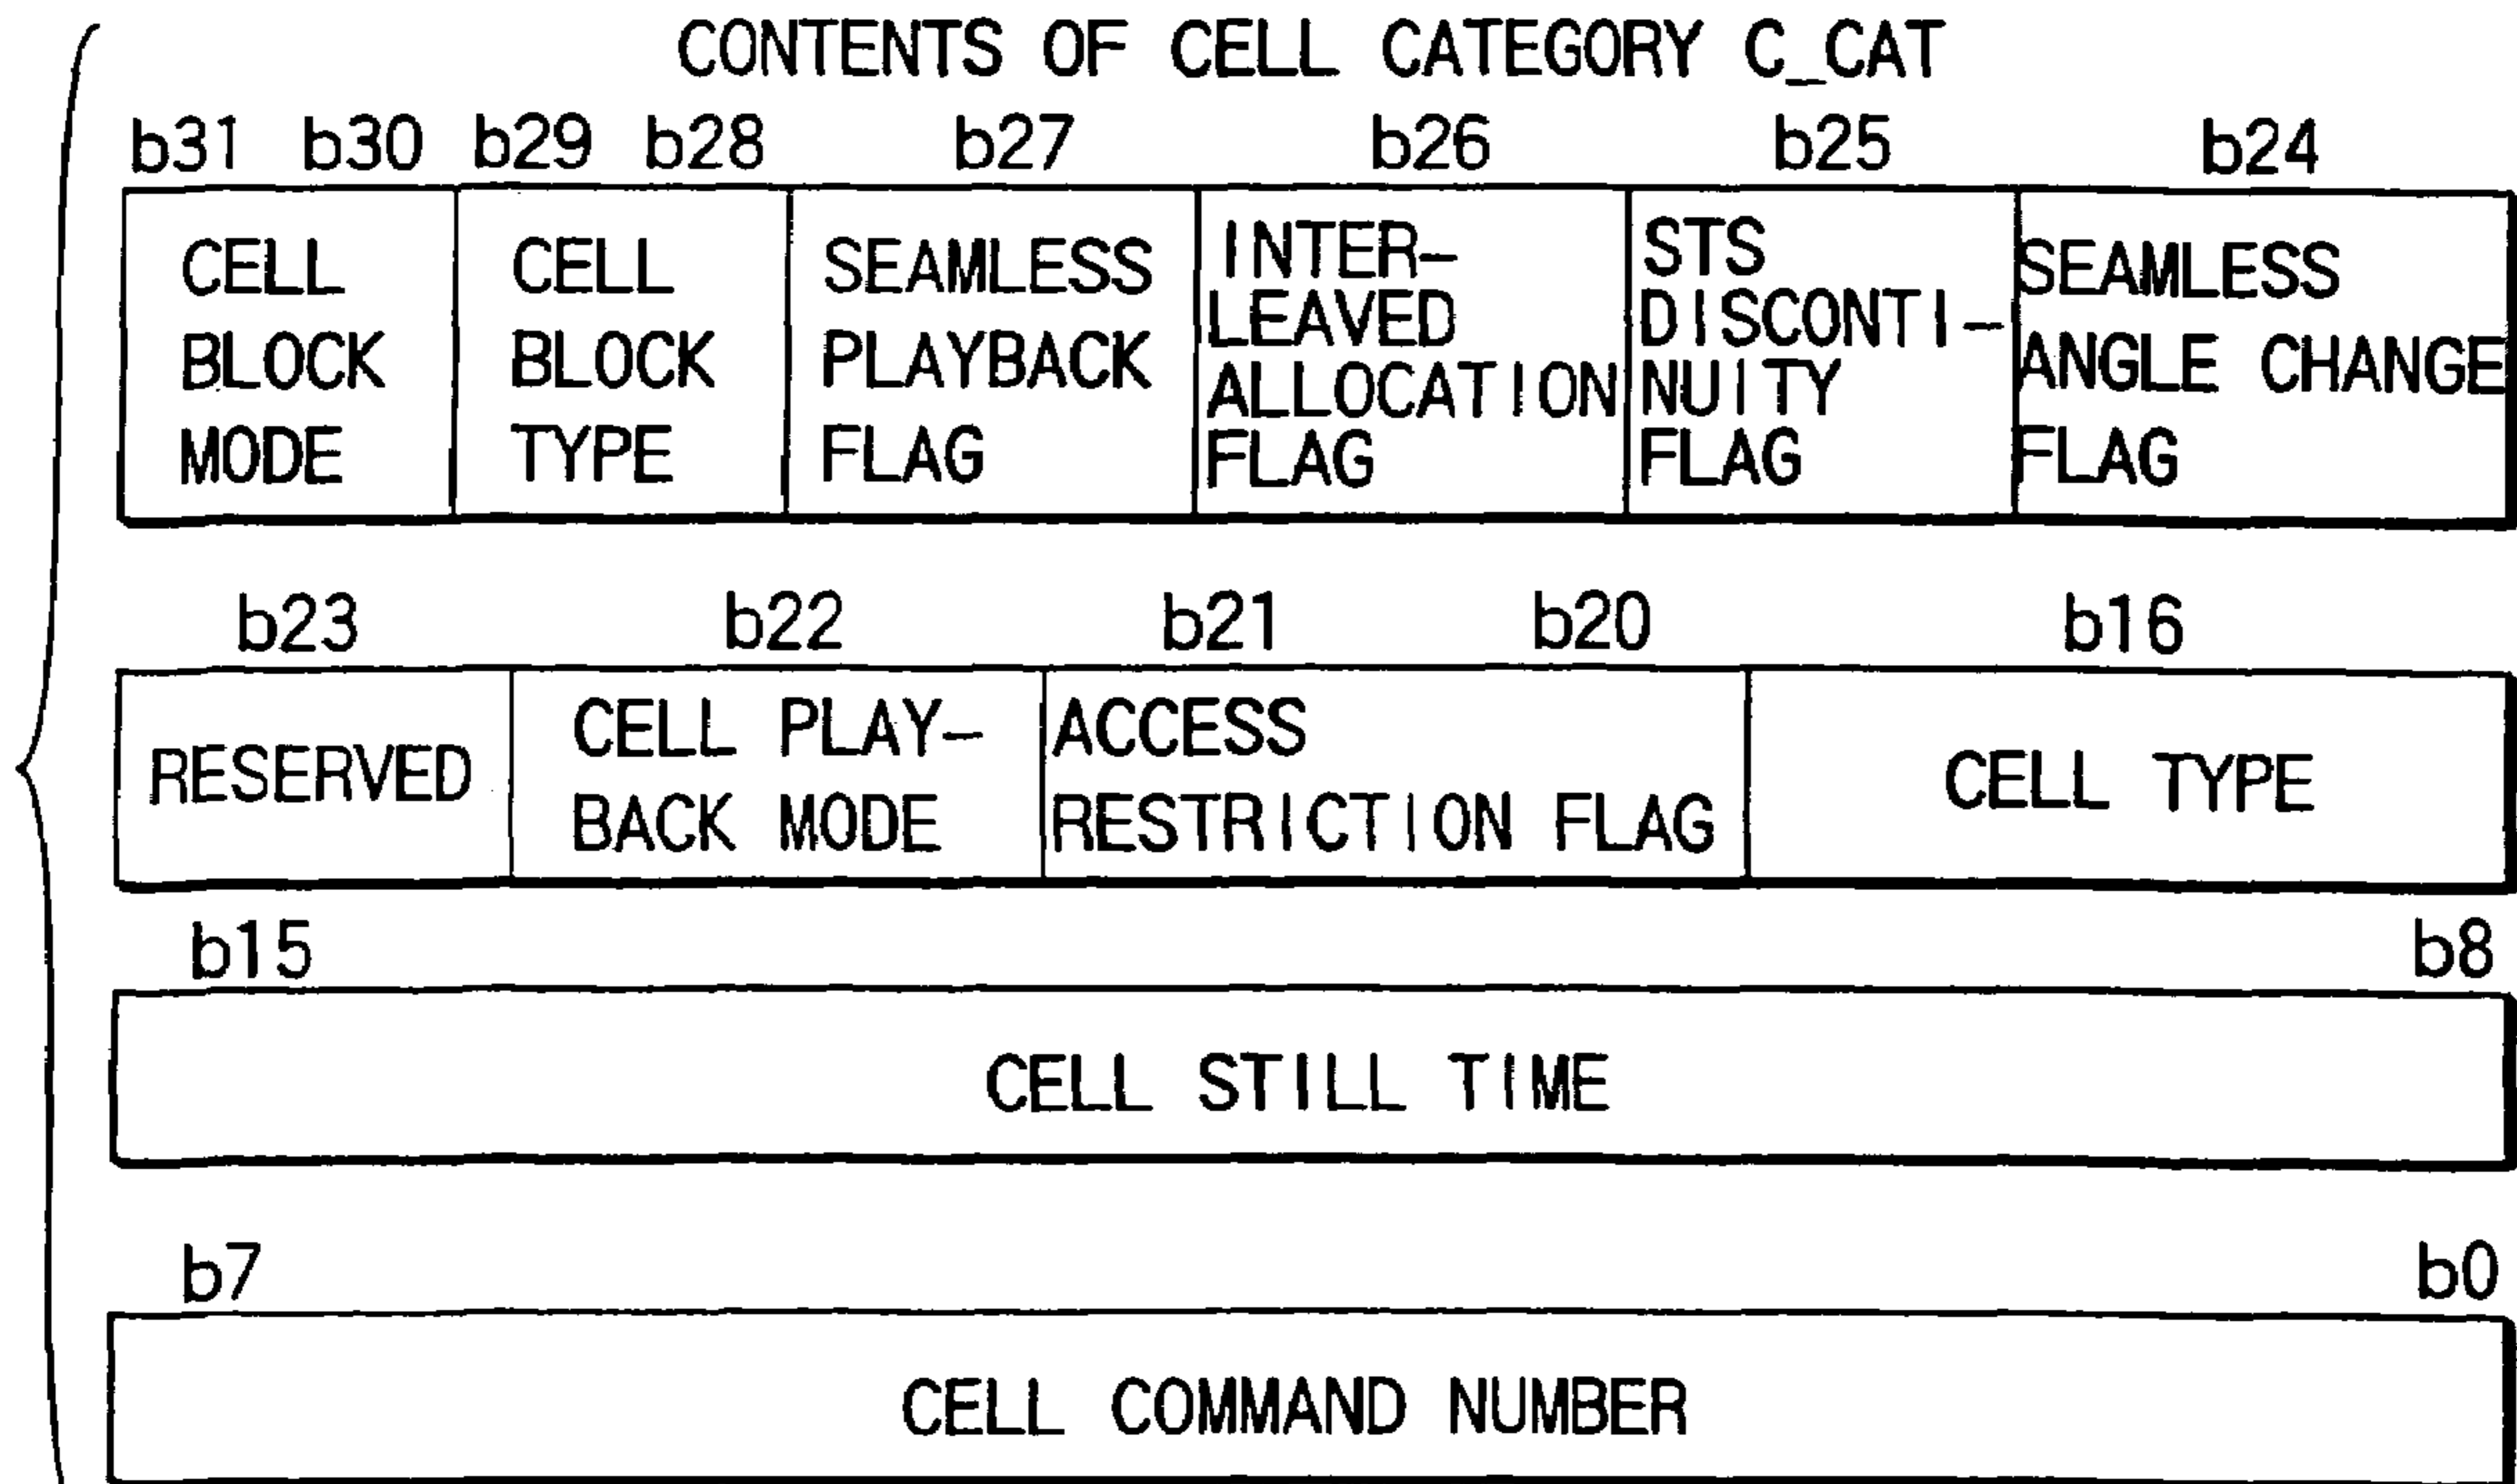 CONTENTS OF CELL CATEGORY C_CAT
b31 b30 b29 b28 b27 b26 b25 b24
CELL
BLOCK
MODE
CELL
BLOCK
TYPE
SEAMLESS
PLAYBACK
FLAG
INTER-
LEAVED
ALLOCATION
FLAG
STS
DISCONTI-
NUITY
FLAG
SEAMLESS
ANGLE CHANGE
FLAG
b23 b22 b21 b20 b16
RESERVED
CELL PLAY-
BACK MODE
ACCESS
RESTRICTION FLAG
CELL TYPE
b15 b8
CELL STILL TIME
b7 b0
CELL COMMAND NUMBER